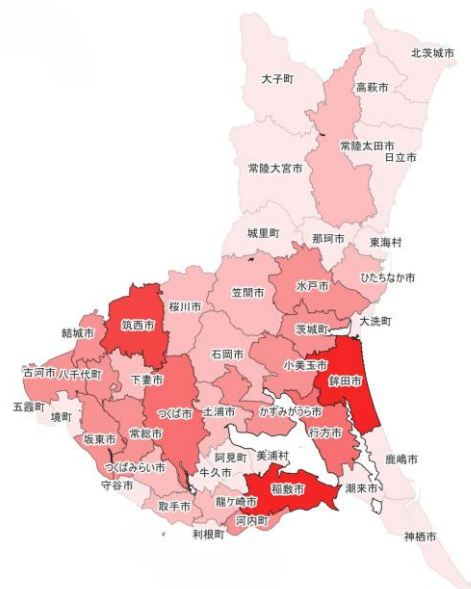 北茨城市
大子町
高萩市
常陸太田市
日立市
常陸大宮市
城里町
那珂市
東海村
ひたちなか市
水戸市
笠間市
桜川市
大洗町
筑西市
茨城町
結城市
石岡市
小美玉市
鉾田市
古河市
八千代町
下妻市
五霞町
境町
つくば市
土浦市
かすみがうら市
行方市
坂東市
常総市
つくばみらい市
阿見町
美浦村
鹿嶋市
牛久市
潮来市
守谷市
稲敷市
取手市
龍ケ崎市
河内町
利根町
神栖市